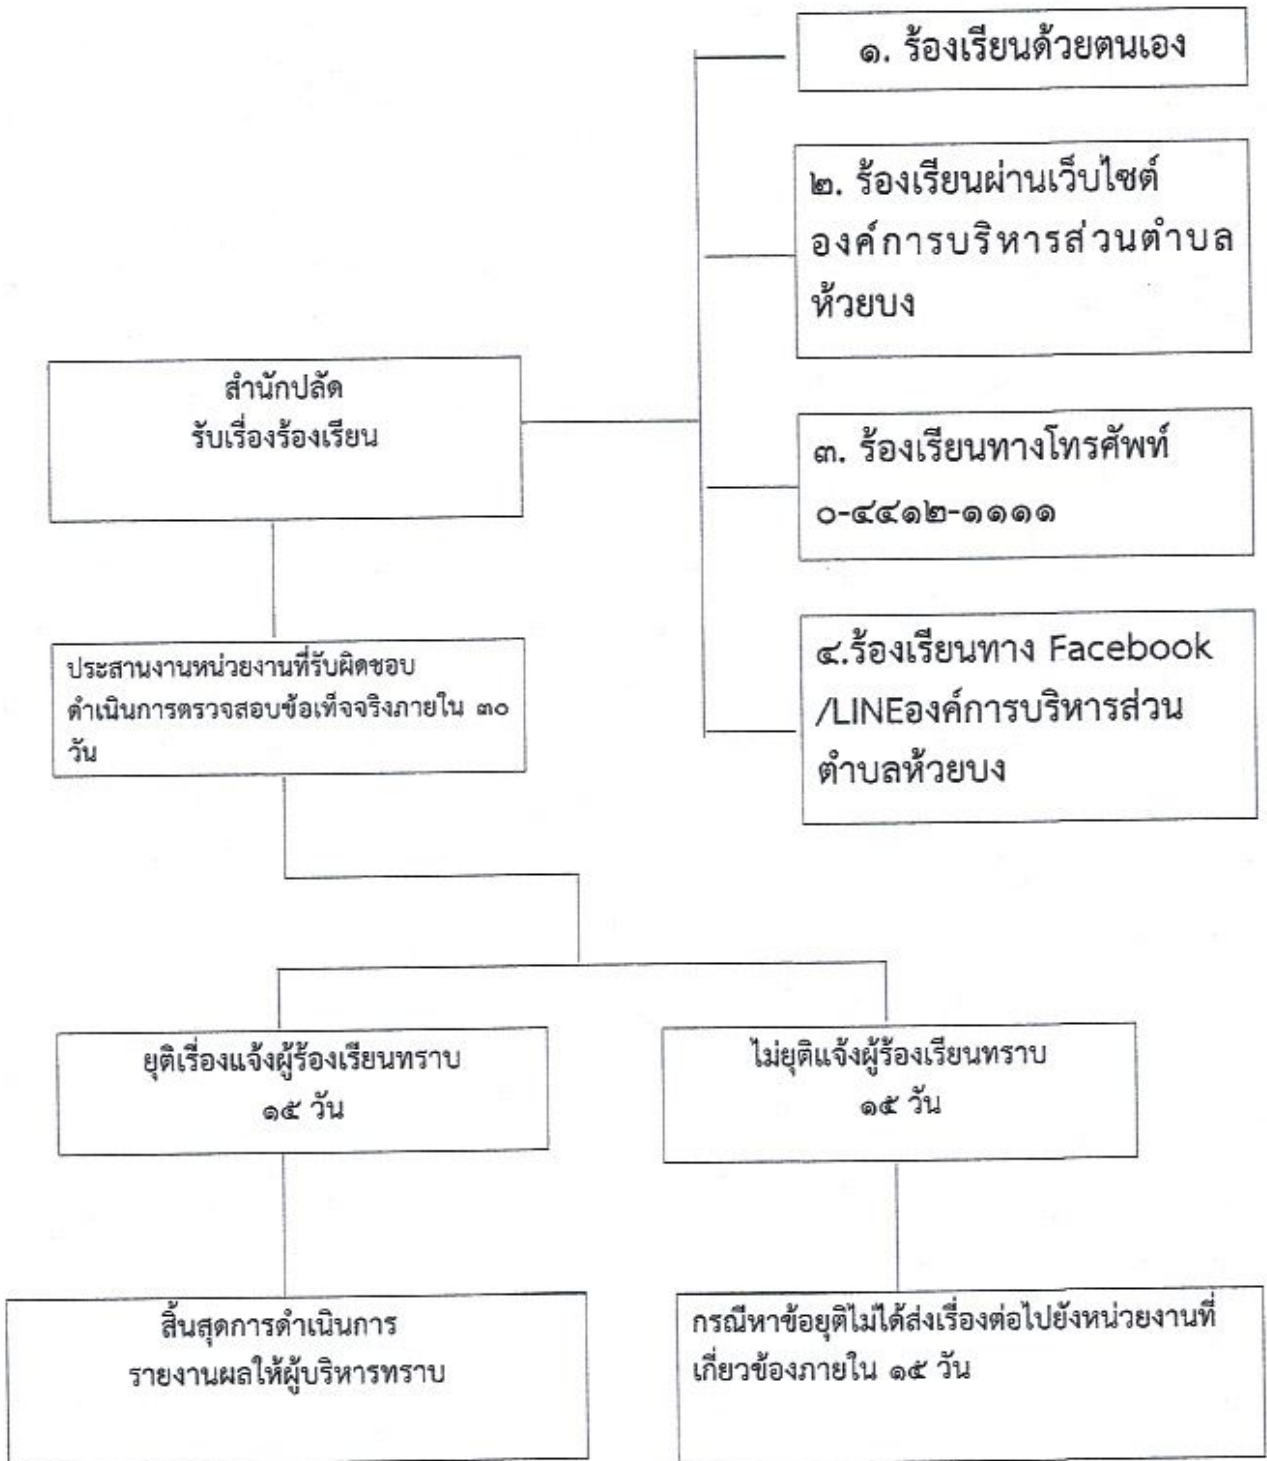 ๑. ร้องเรียนด้วยตนเอง
๒. ร้องเรียนผ่านเว็บไซต์
องค์การบริหารส่วนตำบล
ห้วยบง
สำนักปลัด
รับเรื่องร้องเรียน
๓. ร้องเรียนทางโทรศัพท์
๐-๔๔๑๒-๑๑๑๑
ประสานงานหน่วยงานที่รับผิดชอบ
ดำเนินการตรวจสอบข้อเท็จจริงภายใน ๓๐
วัน
๔.ร้องเรียนทาง Facebook
/LINEองค์การบริหารส่วน
ตำบลห้วยบง
ยุติเรื่องแจ้งผู้ร้องเรียนทราบ
๑๕ วัน
ไม่ยุติแจ้งผู้ร้องเรียนทราบ
๑๕ วัน
สิ้นสุดการดำเนินการ
รายงานผลให้ผู้บริหารทราบ
กรณีหาข้อยุติไม่ได้ส่งเรื่องต่อไปยังหน่วยงานที่
เกี่ยวข้องภายใน ๑๕ วัน